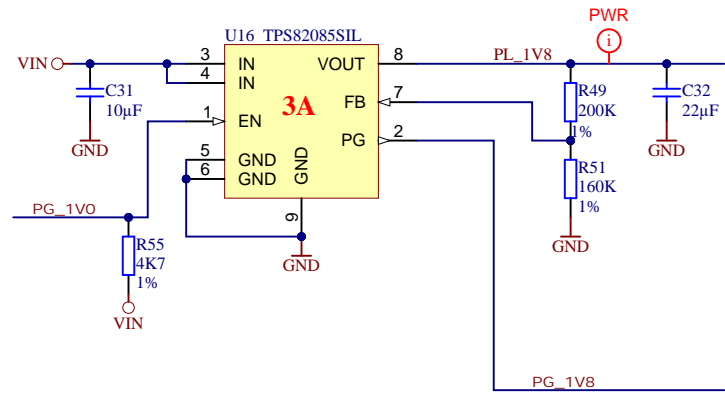 PWR
i
U16 TPS82085SIL
VIN
3 IN VOUT 8 PL_1V8
4 IN
C31
10µF
GND
7 FB
R49
200K
1%
C32
22µF
GND
1 EN
3A
PG 2
5 GND
6 GND
GND
9
GND
R51
160K
1%
GND
PG_1V0
R55
4K7
1%
VIN
PG_1V8